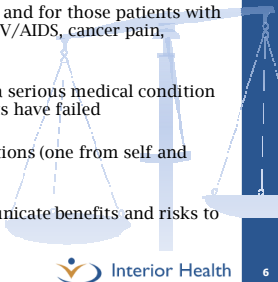 and for those patients with
V/AIDS, cancer pain,
serious medical condition
s have failed
tions (one from self and
unicate benefits and risks to
Interior Health
6